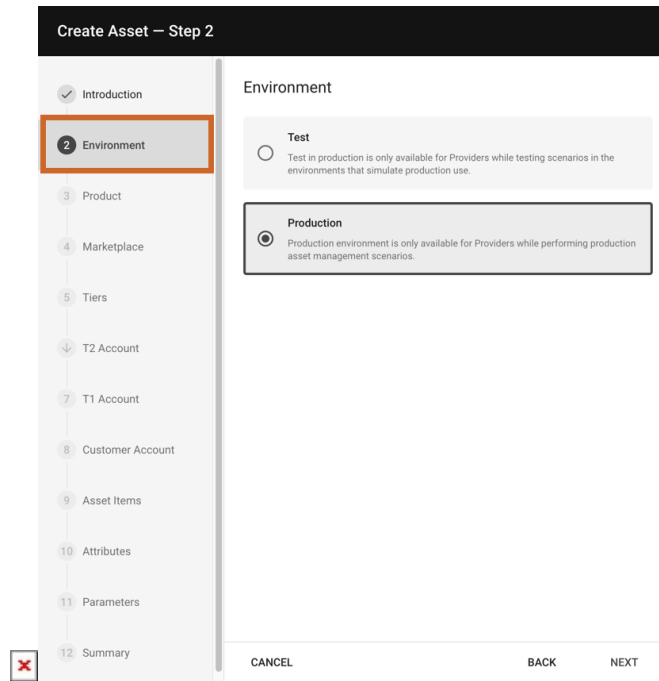 Create Asset — Step 2
Introduction
2 Environment
3 Product
4 Marketplace
5 Tiers
T2 Account
7 T1 Account
8 Customer Account
9 Asset Items
10 Attributes
11 Parameters
12 Summary
Environment
Test
Test in production is only available for Providers while testing scenarios in the
environments that simulate production use.
Production
Production environment is only available for Providers while performing production
asset management scenarios.
CANCEL BACK NEXT